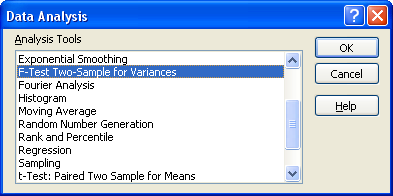 Data Analysis
Analysis Tools
Exponential Smoothing
F-Test Two-Sample for Variances
Fourier Analysis
Histogram
Moving Average
Random Number Generation
Rank and Percentile
Regression
Sampling
t-Test: Paired Two Sample for Means
OK
Cancel
Help